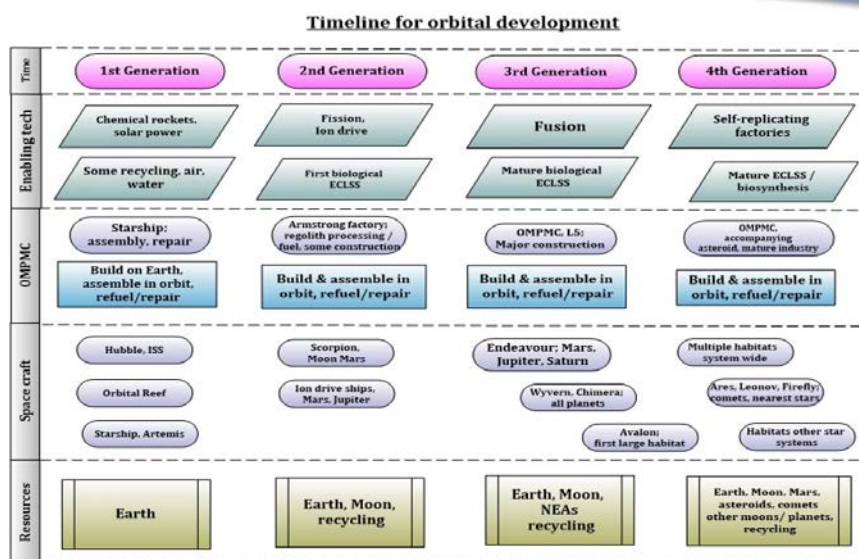 Timeline for orbital development
Time
1st Generation
2nd Generation
3rd Generation
4th Generation
Enabling tech
Chemical rockets,
solar power
Fission,
Ion drive
Fusion
Self-replicating
factories
Some recycling, air,
water
First biological
ECLSS
Mature biological
ECLSS
Mature ECLSS /
biosynthesis
OMPMC
Starship;
assembly, repair
Armstrong factory;
regolith processing /
fuel, some construction
OMPMC, L5;
Major construction
OMPMC,
accompanying
asteroid, mature industry
Build on Earth,
assemble in orbit,
refuel/repair
Build & assemble in
orbit, refuel/repair
Build & assemble in
orbit, refuel/repair
Build & assemble in
orbit, refuel/repair
Space craft
Hubble, ISS
Scorpion,
Moon Mars
Endeavour; Mars,
Jupiter, Saturn
Multiple habitats
system wide
Orbital Reef
Ion drive ships,
Mars, Jupiter
Wyvern, Chimera;
all planets
Ares, Leonov, Firefly;
comets, nearest stars
Starship, Artemis
Avalon;
first large habitat
Habitats other star
systems
Resources
Earth
Earth, Moon,
recycling
Earth, Moon,
NEAs
recycling
Earth, Moon, Mars,
asteroids, comets
other moons/ planets,
recycling